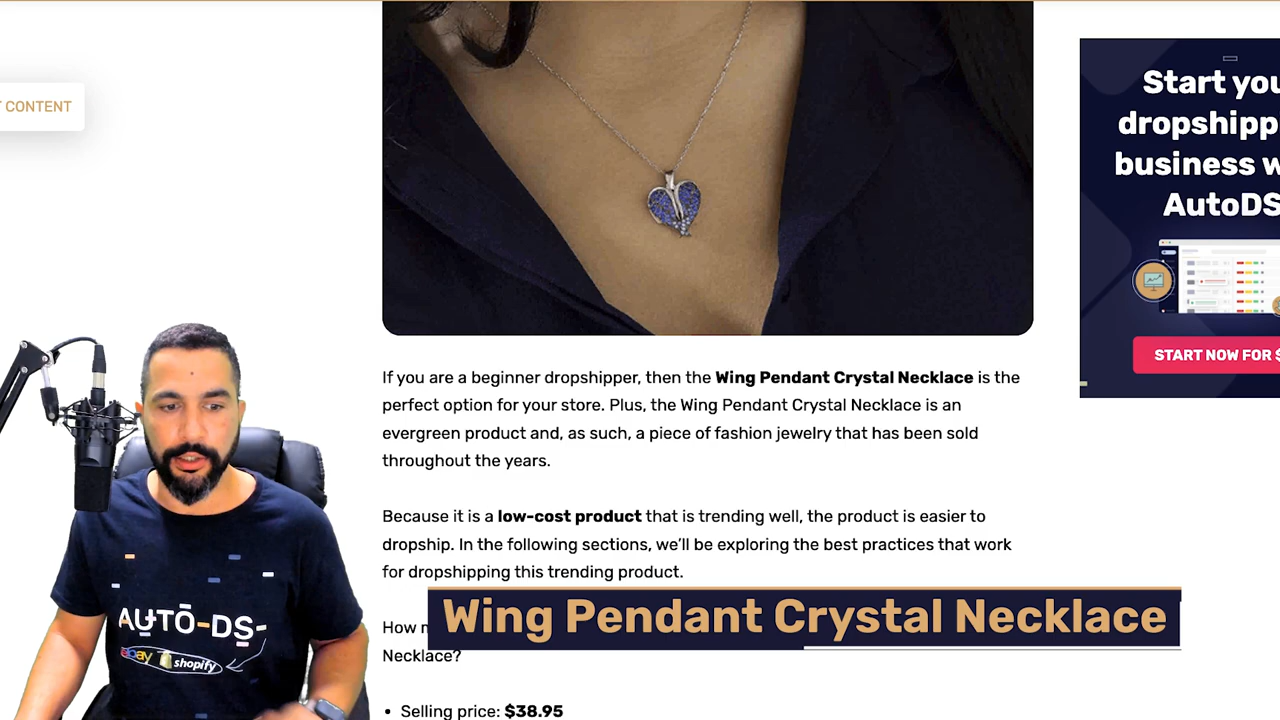 T CONTENT
Start you
dropshipp
business w
AutoDS
START NOW FOR $
If you are a beginner dropshipper, then the Wing Pendant Crystal Necklace is the
perfect option for your store. Plus, the Wing Pendant Crystal Necklace is an
evergreen product and, as such, a piece of fashion jewelry that has been sold
throughout the years.
Because it is a low-cost product that is trending well, the product is easier to
dropship. In the following sections, we'll be exploring the best practices that work
for dropshipping this trending product.
How
Necklace?
Wing Pendant Crystal Necklace
• Selling price: $38.95
AUTO-DS-
ebay shopify